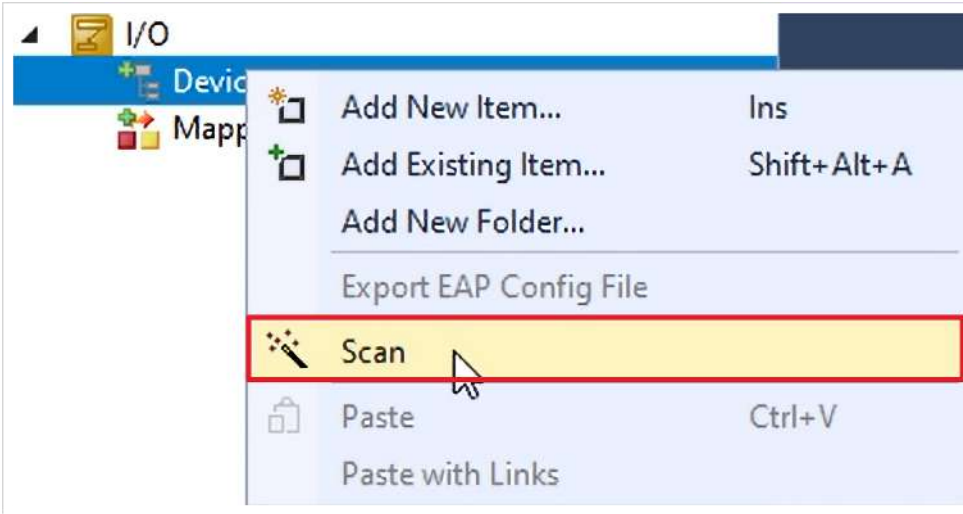 I/O
Devic
Mapp
Add New Item... Ins
Add Existing Item... Shift+Alt+A
Add New Folder...
Export EAP Config File
Scan
Paste Ctrl+V
Paste with Links